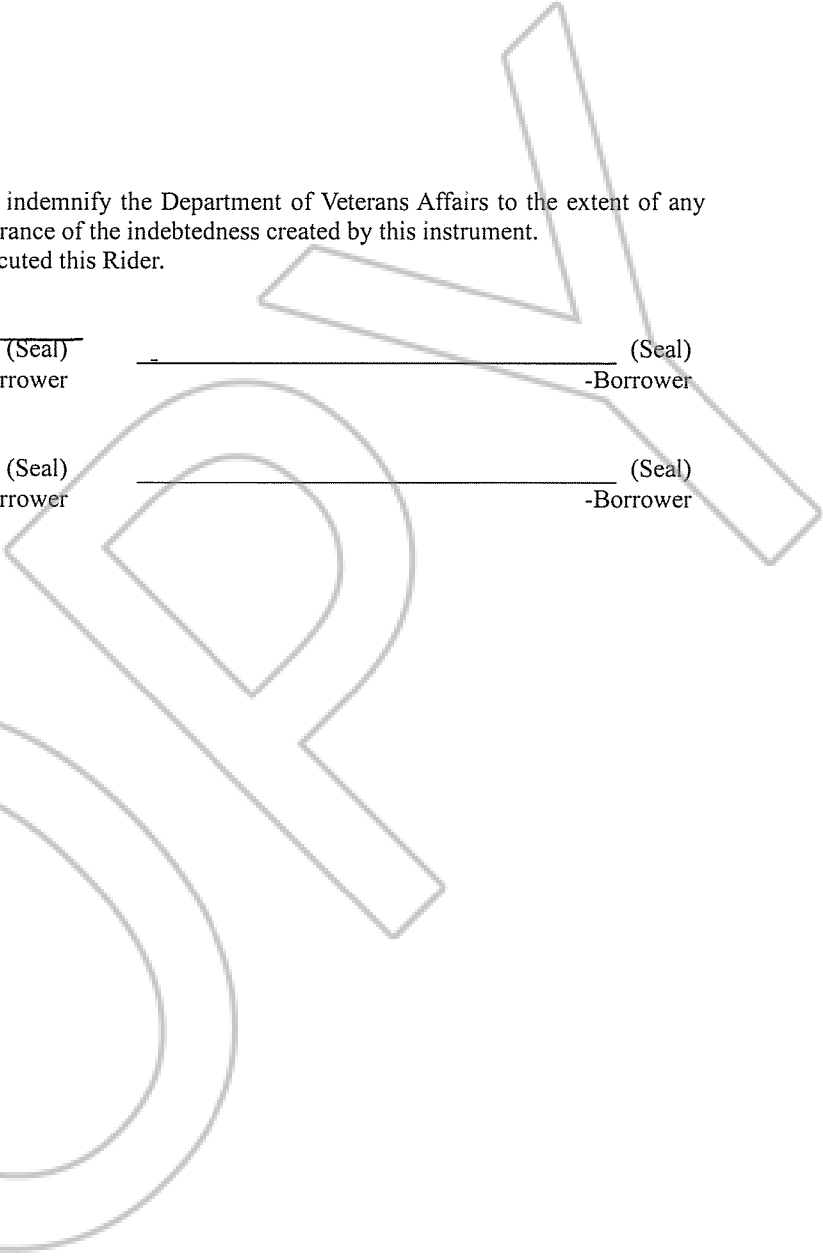 indemnify the Department of Veterans Affairs to the extent of any
rance of the indebtedness created by this instrument.
cuted this Rider.
(Seal) (Seal)
rrower -Borrower
(Seal) (Seal)
rrower -Borrower
OPY